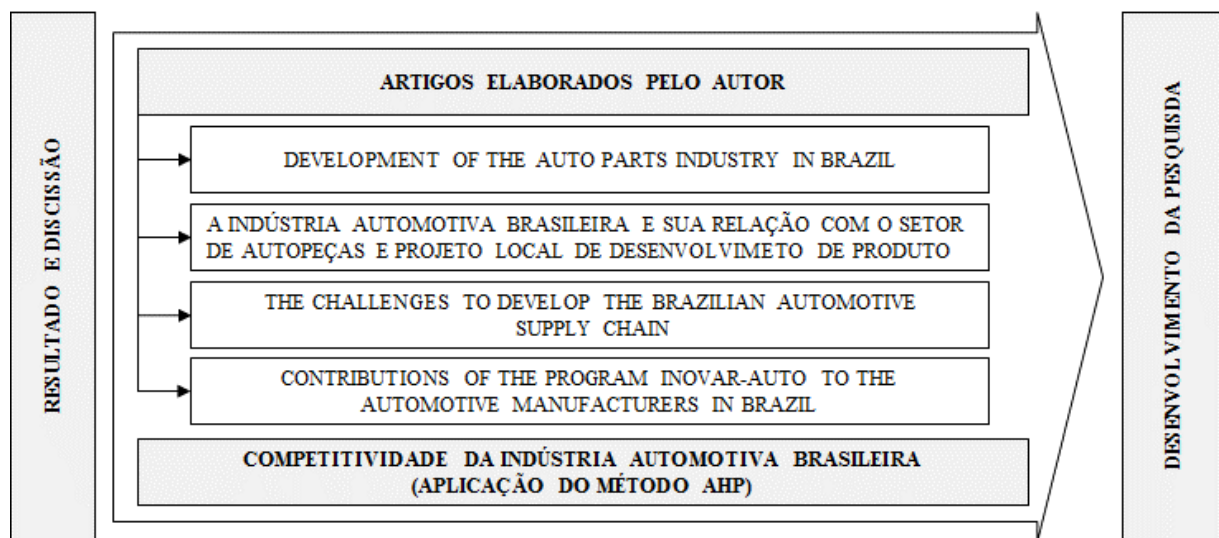 RESULTADO E DISCISSÃO
ARTIGOS ELABORADOS PELO AUTOR
DEVELOPMENT OF THE AUTO PARTS INDUSTRY IN BRAZIL
A INDÚSTRIA AUTOMOTIVA BRASILEIRA E SUA RELAÇÃO COM O SETOR
DE AUTOPEÇAS E PROJETO LOCAL DE DESENVOLVIMETO DE PRODUTO
THE CHALLENGES TO DEVELOP THE BRAZILIAN AUTOMOTIVE
SUPPLY CHAIN
CONTRIBUTIONS OF THE PROGRAM INOVAR-AUTO TO THE
AUTOMOTIVE MANUFACTURERS IN BRAZIL
COMPETITIVIDADE DA INDÚSTRIA AUTOMOTIVA BRASILEIRA
(APLICAÇÃO DO MÉTODO AHP)
DESENVOLVIMENTO DA PESQUISDA